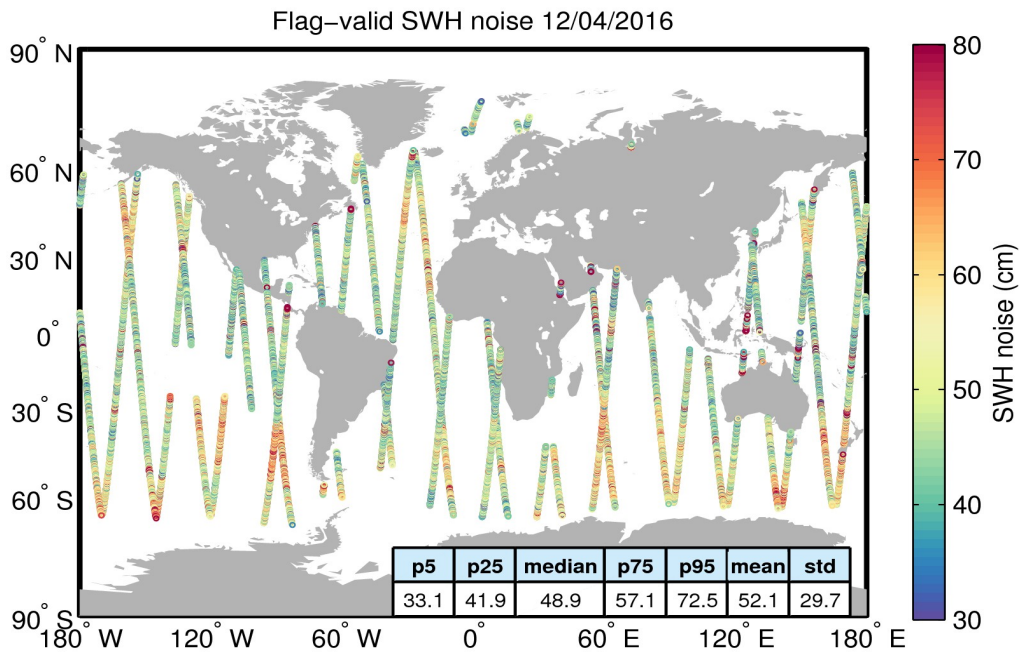 Flag−valid SWH noise 12/04/2016
90° N
60° N
30° N
0°
30° S
60° S
90° S
180° W
120° W
60° W
0°
60° E
120° E
180° E
80
70
60
50
40
30
SWH noise (cm)
p5 p25 median p75 p95 mean std
33.1 41.9 48.9 57.1 72.5 52.1 29.7